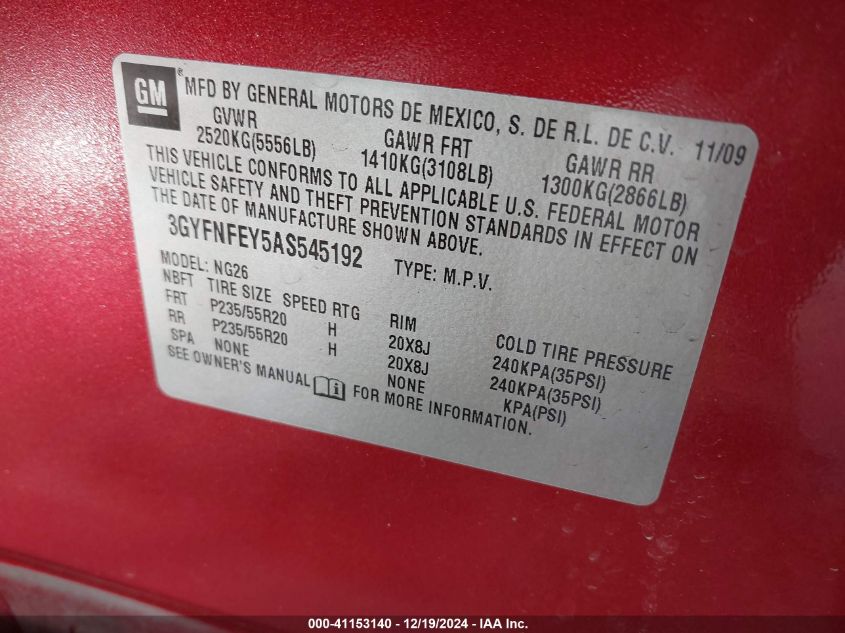 GM ® MFD BY GENERAL MOTORS DE MEXICO, S. DE R.L. DE C.V. 11/09
GVWR GAWR FRT GAWR RR
2520KG(5556LB) 1410KG(3108LB) 1300KG(2866LB)
THIS VEHICLE CONFORMS TO ALL APPLICABLE U.S. FEDERAL MOTOR
VEHICLE SAFETY AND THEFT PREVENTION STANDARDS IN EFFECT ON
THE DATE OF MANUFACTURE SHOWN ABOVE.
3GYFNFEY5AS545192 TYPE: M.P.V.
MODEL: NG26
NBFT TIRE SIZE SPEED RTG RIM COLD TIRE PRESSURE
FRT P235/55R20 H 20X8J 240KPA(35PSI)
RR P235/55R20 H 20X8J 240KPA(35PSI)
SPA NONE NONE KPA(PSI)
SEE OWNER'S MANUAL i FOR MORE INFORMATION.
000-41153140 - 12/19/2024 - IAA Inc.